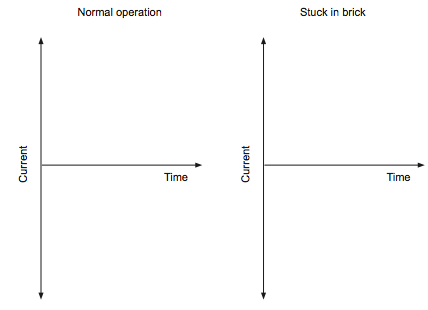 Normal operation
Stuck in brick
Current
Time
Current
Time